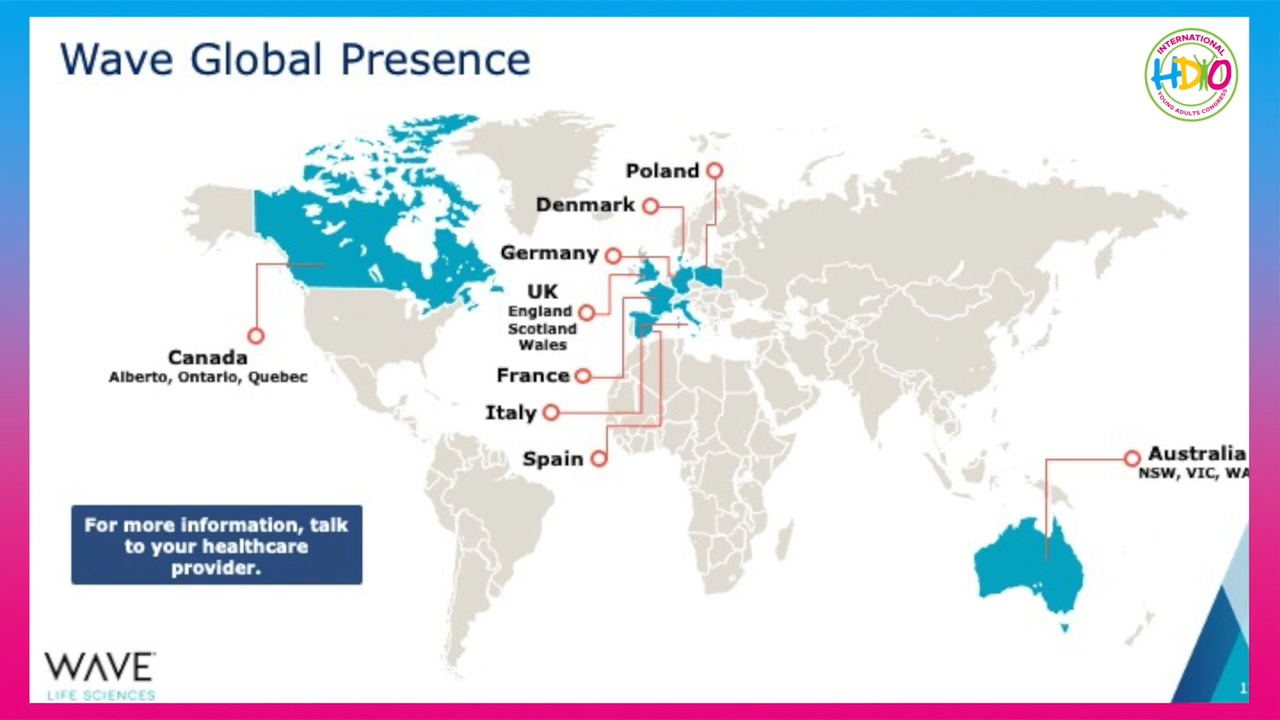 Wave Global Presence
INTERNATIONAL
HDYO
YOUNG ADULTS CONGRESS
Poland
Denmark
Germany
UK
England
Scotland
Wales
France
Italy
Spain
Canada
Alberto, Ontario, Quebec
Australia
NSW, VIC, WA
For more information, talk
to your healthcare
provider.
WAVE
LIFE SCIENCES
1